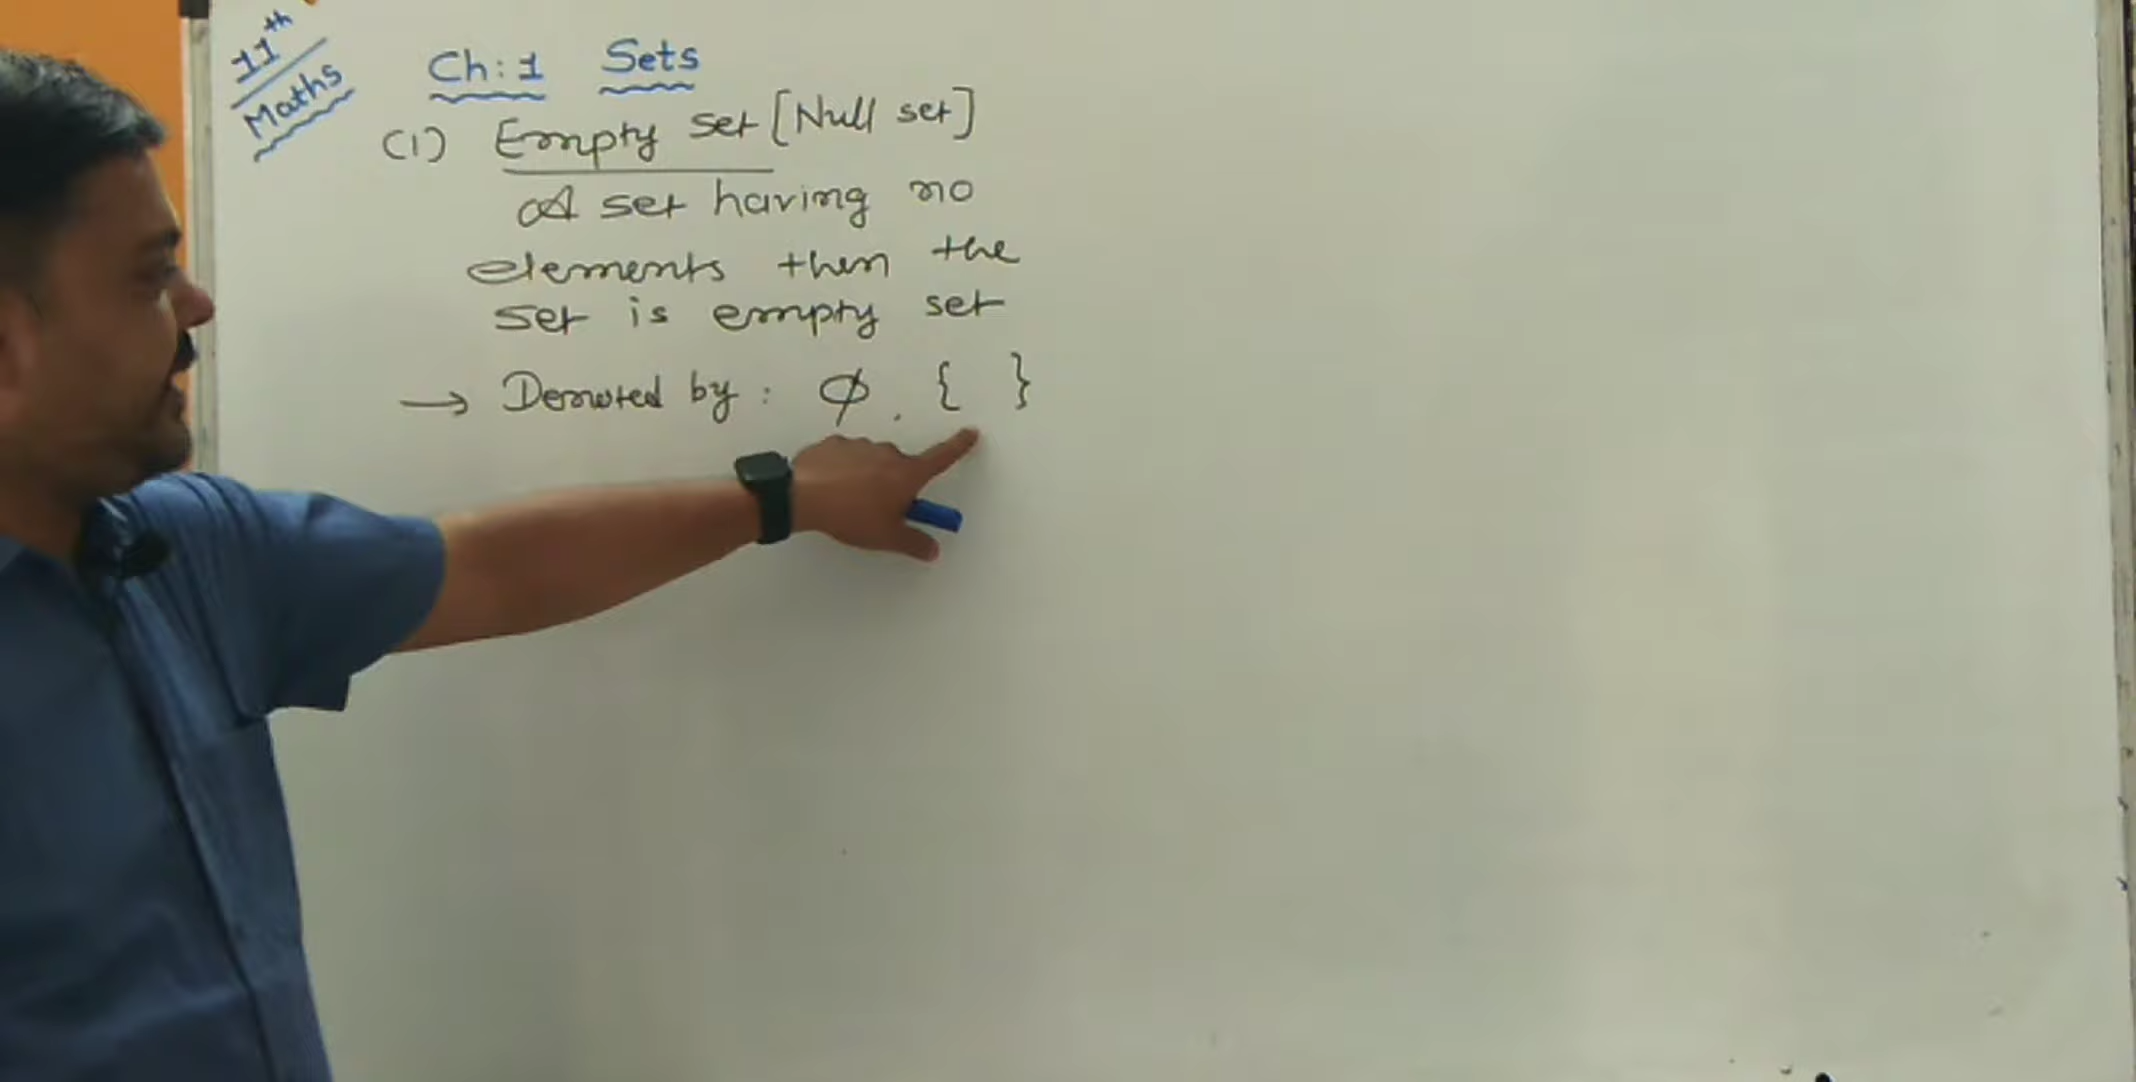 11th
Maths
Ch:1 Sets
(1) Empty set [Null set]
A set having no
elements then the
set is empty set
→ Denoted by : ϕ, { }